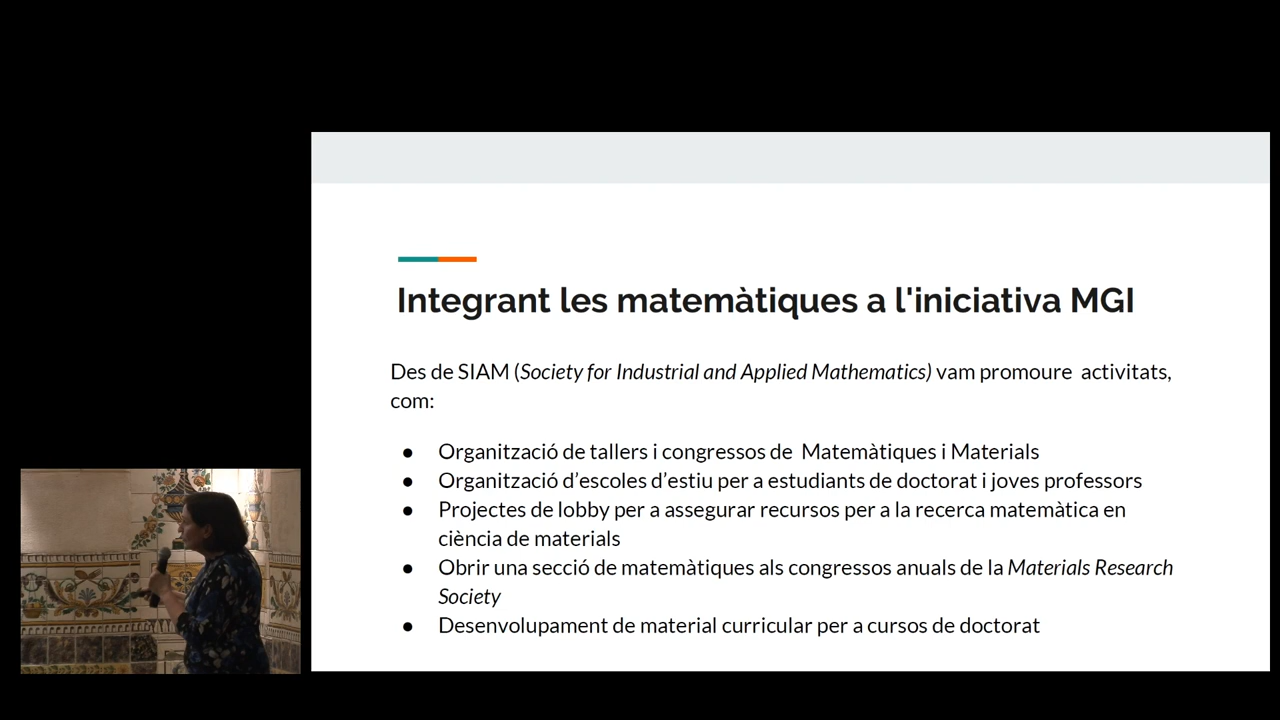 Integrant les matemàtiques a l'iniciativa MGI
Des de SIAM (Society for Industrial and Applied Mathematics) vam promoure activitats,
com:
● Organització de tallers i congressos de Matemàtiques i Materials
● Organització d’escoles d’estiu per a estudiants de doctorat i joves professors
● Projectes de lobby per a assegurar recursos per a la recerca matemàtica en
ciència de materials
● Obrir una secció de matemàtiques als congressos anuals de la Materials Research
Society
● Desenvolupament de material curricular per a cursos de doctorat